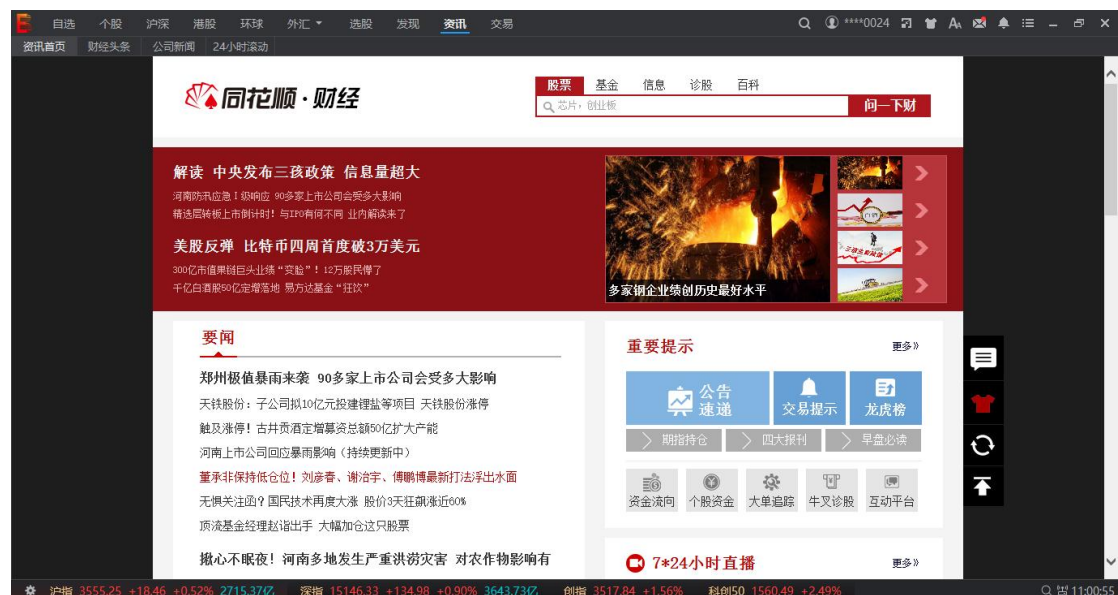 自选 个股 沪深 港股 环球 外汇 选股 发现 资讯 交易 ****0024
资讯首页 财经头条 公司新闻 24小时滚动
同花顺·财经
股票 基金 信息 诊股 百科
芯片，创业板 问一下财
解读 中央发布三孩政策 信息量超大
河南防汛应急I级响应 90多家上市公司会受多大影响
精选层转板上市倒计时！与IPO有何不同 业内解读来了
美股反弹 比特币四周首度破3万美元
300亿市值果链巨头业绩“变脸”！12万股民懵了
千亿白酒股50亿定增落地 易方达基金“狂饮”
多家钢企业绩创历史最好水平
要闻
郑州极值暴雨来袭 90多家上市公司会受多大影响
天铁股份：子公司拟10亿元投建锂盐等项目 天铁股份涨停
触及涨停！古井贡酒定增募资总额50亿扩大产能
河南上市公司回应暴雨影响（持续更新中）
董承非保持低仓位！刘彦春、谢治宇、傅鹏博最新打法浮出水面
无惧关注函？国民技术再度大涨 股价3天狂飙涨近60%
顶流基金经理赵诣出手 大幅加仓这只股票
揪心不眠夜！河南多地发生严重洪涝灾害 对农作物影响有
重要提示 更多》
公告速递 交易提示 龙虎榜
期指持仓 四大报刊 早盘必读
资金流向 个股资金 大单追踪 牛叉诊股 互动平台
7*24小时直播 更多》
沪指 3555.25 +18.46 +0.52% 2715.37亿 深指 15146.33 +134.98 +0.90% 3643.73亿 创指 3517.84 +1.56% 科创50 1560.49 +2.49% 11:00:55